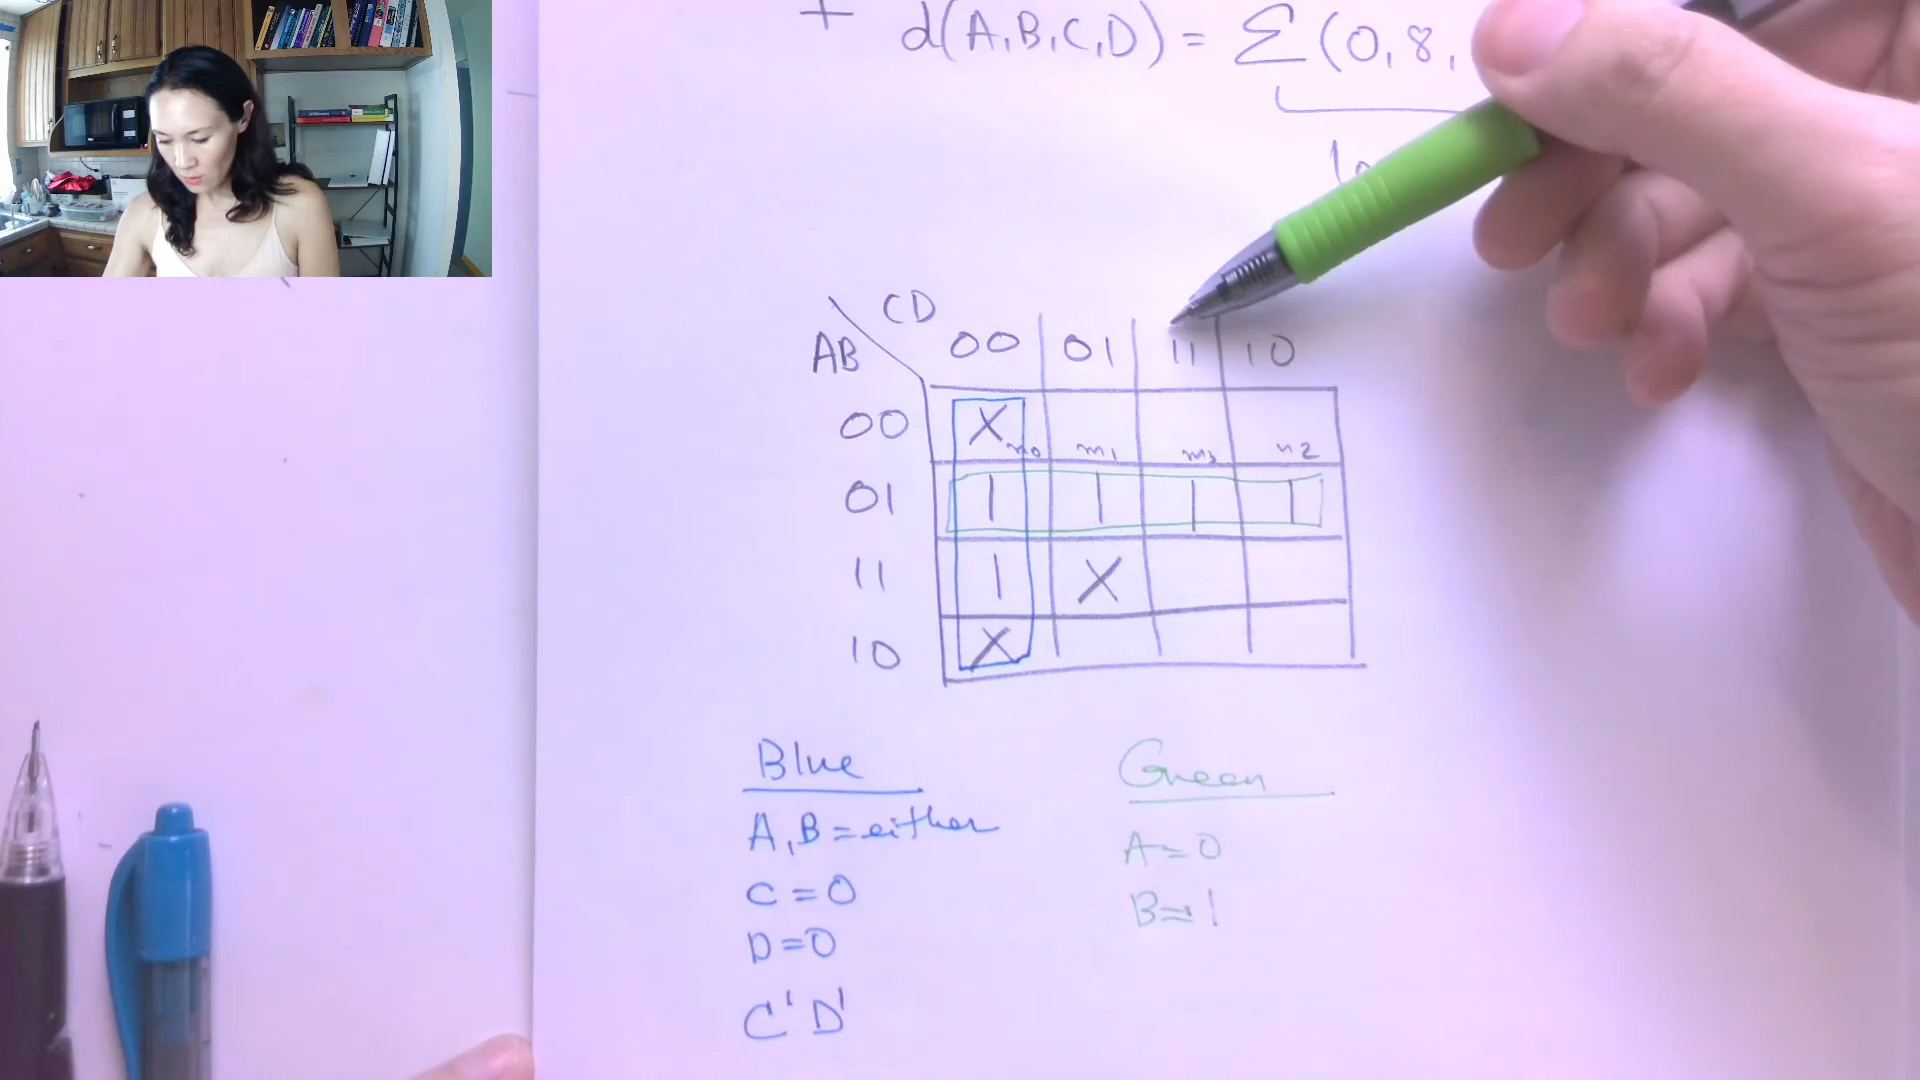 + d(A,B,C,D) = Σ(0,8,
CD
AB 00 01 11 10
00 X m0 m1 m3 m2
01 1 1 1 1
11 1 X
10 X
Blue Green
A,B=either A=0
C=0 B=1
D=0
C'D'